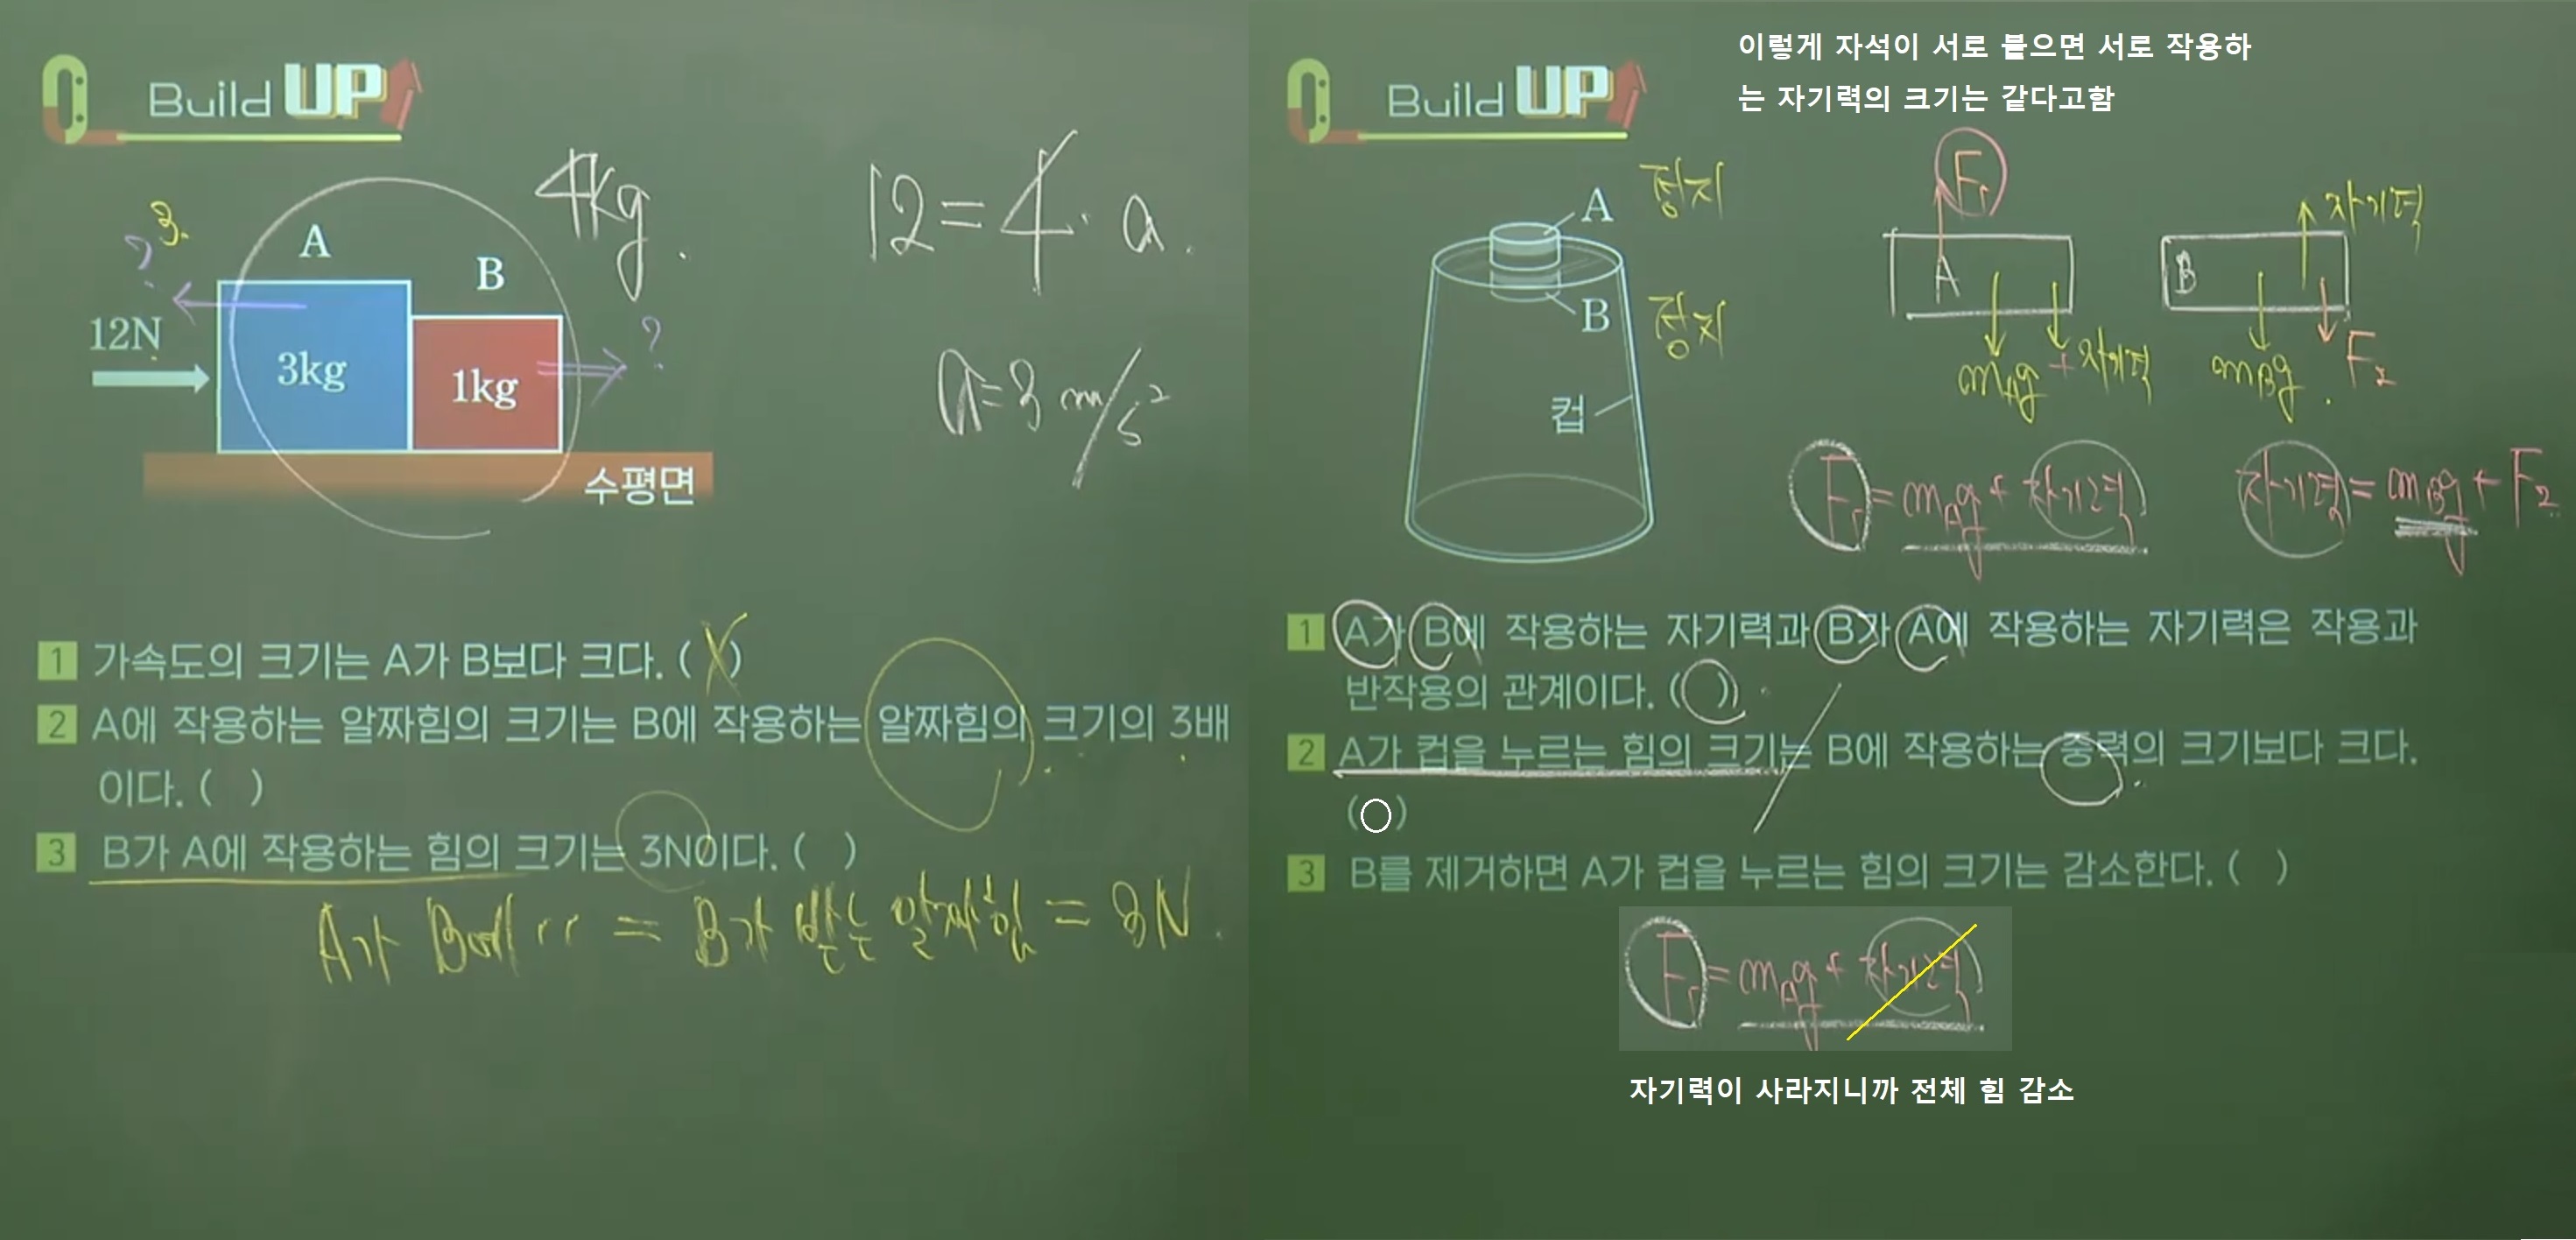 Build UP
4kg.
12 = 4 · a.
a = 3 m/s²
? 3.
A
B
12N
3kg
1kg
?
수평면
1 가속도의 크기는 A가 B보다 크다. (X)
2 A에 작용하는 알짜힘의 크기는 B에 작용하는 알짜힘의 크기의 3배
이다. ( )
3 B가 A에 작용하는 힘의 크기는 3N이다. ( )
A가 B에 = B가 받는 알짜힘 = 3N.
이렇게 자석이 서로 붙으면 서로 작용하
는 자기력의 크기는 같다고함
Build UP
A 정지
B 정지
컵
F₁
A
mAg + 자기력
자기력
B
mBg
F₂
F₁ = mAg + 자기력
자기력 = mBg + F₂
1 A가 B에 작용하는 자기력과 B가 A에 작용하는 자기력은 작용과
반작용의 관계이다. (○)
2 A가 컵을 누르는 힘의 크기는 B에 작용하는 중력의 크기보다 크다.
(○)
3 B를 제거하면 A가 컵을 누르는 힘의 크기는 감소한다. ( )
F₁ = mAg + 자기력
자기력이 사라지니까 전체 힘 감소